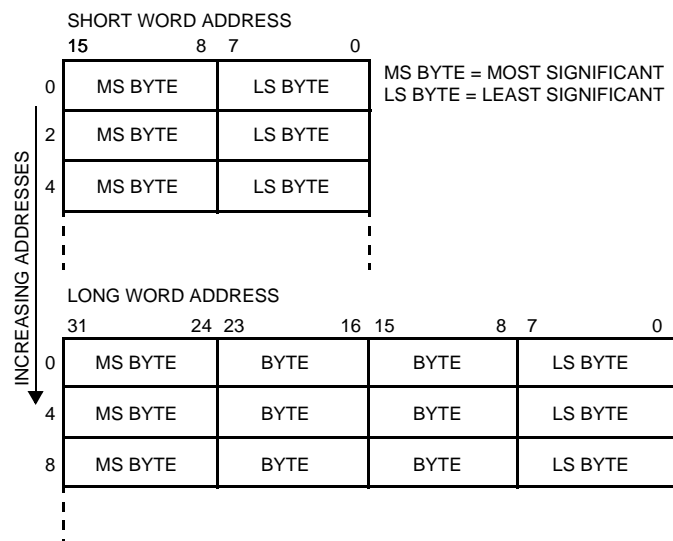 SHORT WORD ADDRESS
15 8 7 0
MS BYTE = MOST SIGNIFICANT
LS BYTE = LEAST SIGNIFICANT
0 MS BYTE LS BYTE
2 MS BYTE LS BYTE
4 MS BYTE LS BYTE
INCREASING ADDRESSES
LONG WORD ADDRESS
31 24 23 16 15 8 7 0
0 MS BYTE BYTE BYTE LS BYTE
4 MS BYTE BYTE BYTE LS BYTE
8 MS BYTE BYTE BYTE LS BYTE